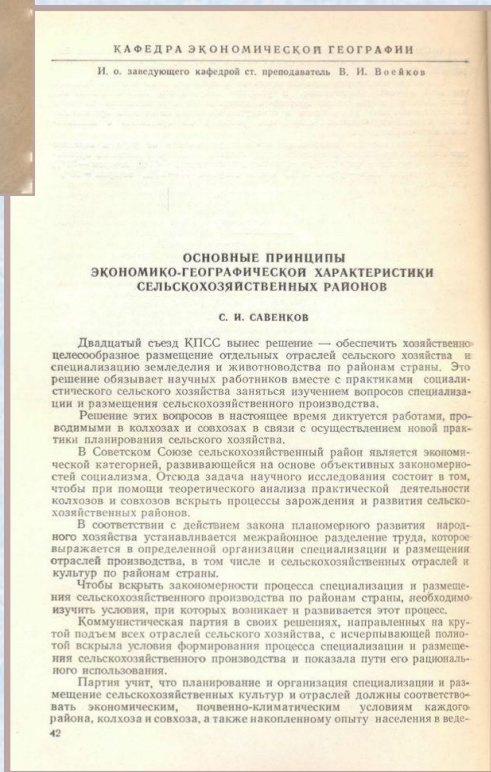 КАФЕДРА ЭКОНОМИЧЕСКОЙ ГЕОГРАФИИ
И. о. заведующего кафедрой ст. преподаватель В. И. Воейков
ОСНОВНЫЕ ПРИНЦИПЫ
ЭКОНОМИКО-ГЕОГРАФИЧЕСКОЙ ХАРАКТЕРИСТИКИ
СЕЛЬСКОХОЗЯЙСТВЕННЫХ РАЙОНОВ
С. И. САВЕНКОВ
Двадцатый съезд КПСС вынес решение — обеспечить хозяйственно
целесообразное размещение отдельных отраслей сельского хозяйства и
специализацию земледелия и животноводства по районам страны. Это
решение обязывает научных работников вместе с практиками социали-
стического сельского хозяйства заняться изучением вопросов специализа-
ции и размещения сельскохозяйственного производства.
Решение этих вопросов в настоящее время диктуется работами, про-
водимыми в колхозах и совхозах в связи с осуществлением новой прак-
тики планирования сельского хозяйства.
В Советском Союзе сельскохозяйственный район является экономи-
ческой категорией, развивающейся на основе объективных закономерно-
стей социализма. Отсюда задача научного исследования состоит в том,
чтобы при помощи теоретического анализа практической деятельности
колхозов и совхозов вскрыть процессы зарождения и развития сельско-
хозяйственных районов.
В соответствии с действием закона планомерного развития народ-
ного хозяйства устанавливается межрайонное разделение труда, которое
выражается в определенной организации специализации и размещения
отраслей производства, в том числе и сельскохозяйственных отраслей и
культур по районам страны.
Чтобы вскрыть закономерности процесса специализации и размеще-
ния сельскохозяйственного производства по районам страны, необходимо
изучить условия, при которых возникает и развивается этот процесс.
Коммунистическая партия в своих решениях, направленных на кру-
той подъем всех отраслей сельского хозяйства, с исчерпывающей полно-
той вскрыла условия формирования процесса специализации и размеще-
ния сельскохозяйственного производства и показала пути его рациональ-
ного использования.
Партия учит, что планирование и организация специализации и раз-
мещение сельскохозяйственных культур и отраслей должны соответство-
вать экономическим, почвенно-климатическим условиям каждого
района, колхоза и совхоза, а также накопленному опыту населения в веде-
42